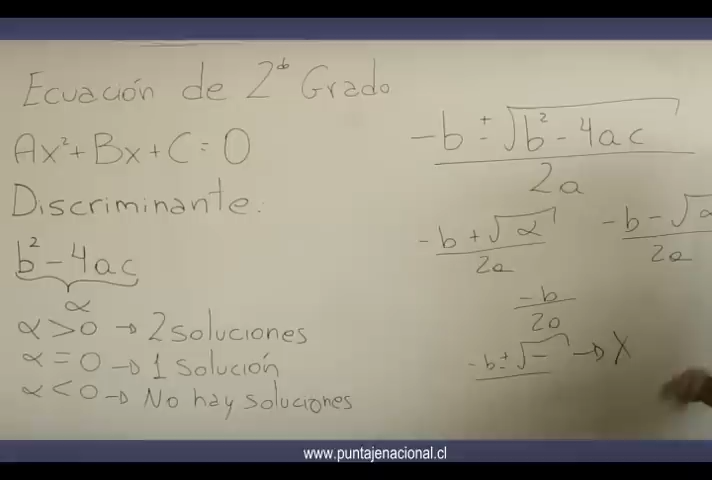 Ecuación de 2do Grado
Ax² + Bx + C = 0
Discriminante:
b² - 4ac
α
α > 0 → 2 soluciones
α = 0 → 1 solución
α < 0 → No hay soluciones
-b ± √b² - 4ac
2a
-b + √α
2a
-b - √α
2a
-b
2a
-b ± √- → X
www.puntajenacional.cl